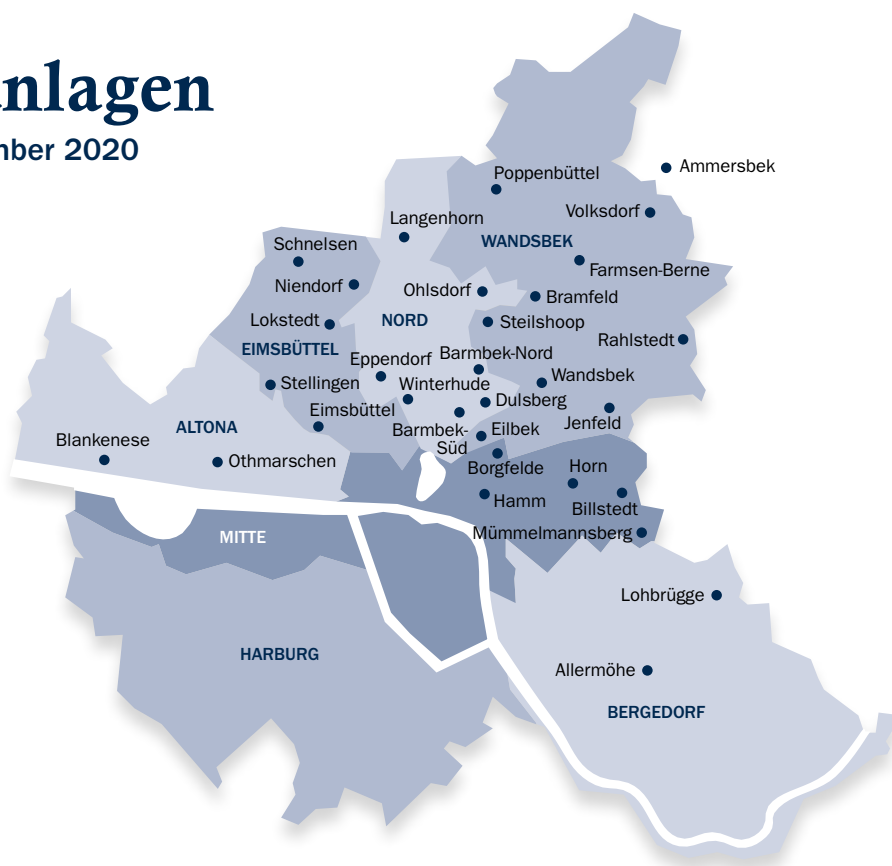 nlagen
ber 2020
Ammersbek
Poppenbüttel
Volksdorf
Langenhorn
WANDSBEK
Schnelsen
Farmsen-Berne
Niendorf
Ohlsdorf
Bramfeld
Lokstedt
NORD
Steilshoop
Rahlstedt
EIMSBÜTTEL
Eppendorf
Barmbek-Nord
Stellingen
Winterhude
Wandsbek
Dulsberg
Eimsbüttel
Jenfeld
ALTONA
Barmbek-
Süd
Eilbek
Blankenese
Othmarschen
Borgfelde
Horn
Hamm
Billstedt
MITTE
Mümmelmannsberg
Lohbrügge
HARBURG
Allermöhe
BERGEDORF